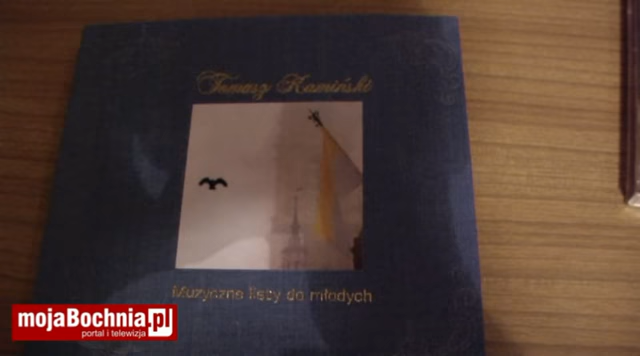 Tomasz Kamiński
Muzyczne listy do młodych
mojaBochnia.pl
portal i telewizja